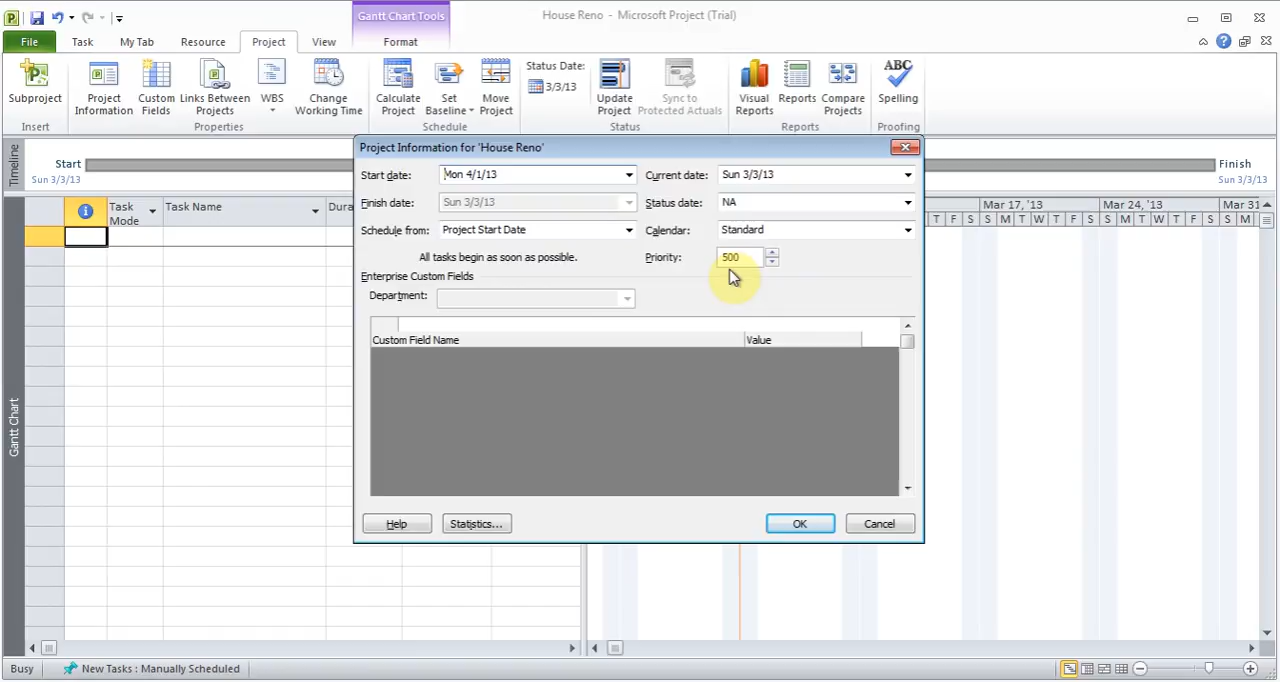 House Reno - Microsoft Project (Trial)
Gantt Chart Tools
File Task My Tab Resource Project View Format
Subproject
Project Information
Custom Fields
Links Between Projects
WBS
Change Working Time
Calculate Project
Set Baseline
Move Project
Status Date:
3/3/13
Update Project
Sync to Protected Actuals
Visual Reports
Reports
Compare Projects
ABC
Spelling
Insert Properties Schedule Status Reports Proofing
Timeline
Start
Sun 3/3/13
Finish
Sun 3/3/13
Project Information for 'House Reno'
Start date: Mon 4/1/13 Current date: Sun 3/3/13
Finish date: Sun 3/3/13 Status date: NA
Schedule from: Project Start Date Calendar: Standard
All tasks begin as soon as possible. Priority: 500
Enterprise Custom Fields
Department:
Custom Field Name Value
Help Statistics... OK Cancel
Task Mode
Task Name
Dura
Mar 17, '13 Mar 24, '13 Mar 31
T F S S M T W T F S S M T W T F S S M
Gantt Chart
Busy New Tasks : Manually Scheduled